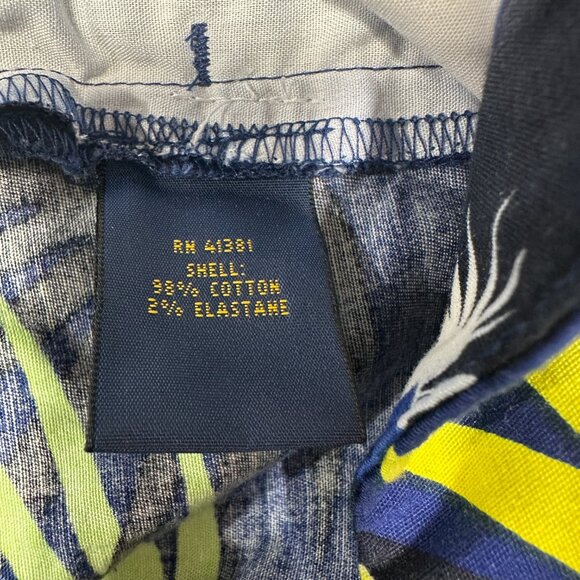 RN 41381
SHELL:
98% COTTON
2% ELASTANE